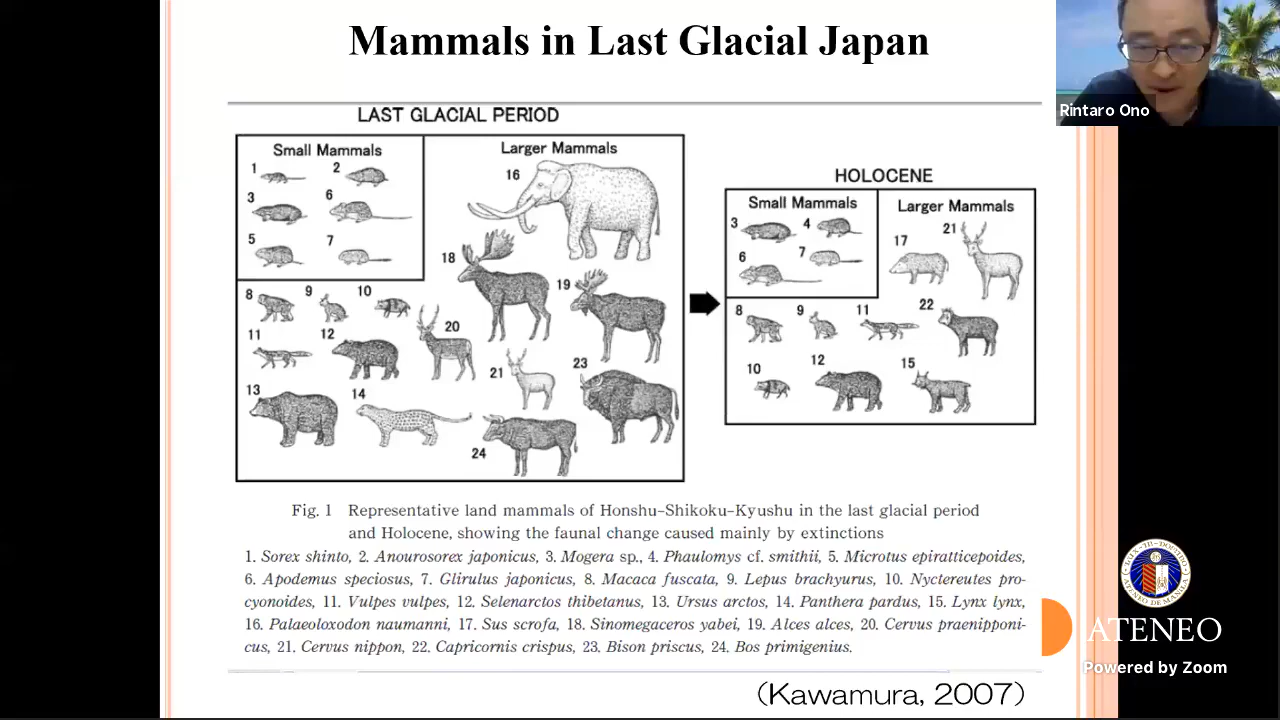 Mammals in Last Glacial Japan
Rintaro Ono
LAST GLACIAL PERIOD
Small Mammals
1
2
3
6
5
7
Larger Mammals
16
18
19
8
9
10
11
12
20
21
23
13
14
24
HOLOCENE
Small Mammals
3
4
6
7
Larger Mammals
17
21
8
9
11
22
10
12
15
Fig. 1 Representative land mammals of Honshu-Shikoku-Kyushu in the last glacial period
and Holocene, showing the faunal change caused mainly by extinctions
1. Sorex shinto, 2. Anourosorex japonicus, 3. Mogera sp., 4. Phaulomys cf. smithii, 5. Microtus epiratticepoides,
6. Apodemus speciosus, 7. Glirulus japonicus, 8. Macaca fuscata, 9. Lepus brachyurus, 10. Nyctereutes pro-
cyonoides, 11. Vulpes vulpes, 12. Selenarctos thibetanus, 13. Ursus arctos, 14. Panthera pardus, 15. Lynx lynx,
16. Palaeoloxodon naumanni, 17. Sus scrofa, 18. Sinomegaceros yabei, 19. Alces alces, 20. Cervus praenipponi-
cus, 21. Cervus nippon, 22. Capricornis crispus, 23. Bison priscus, 24. Bos primigenius.
(Kawamura, 2007)
ATENEO
Powered by Zoom